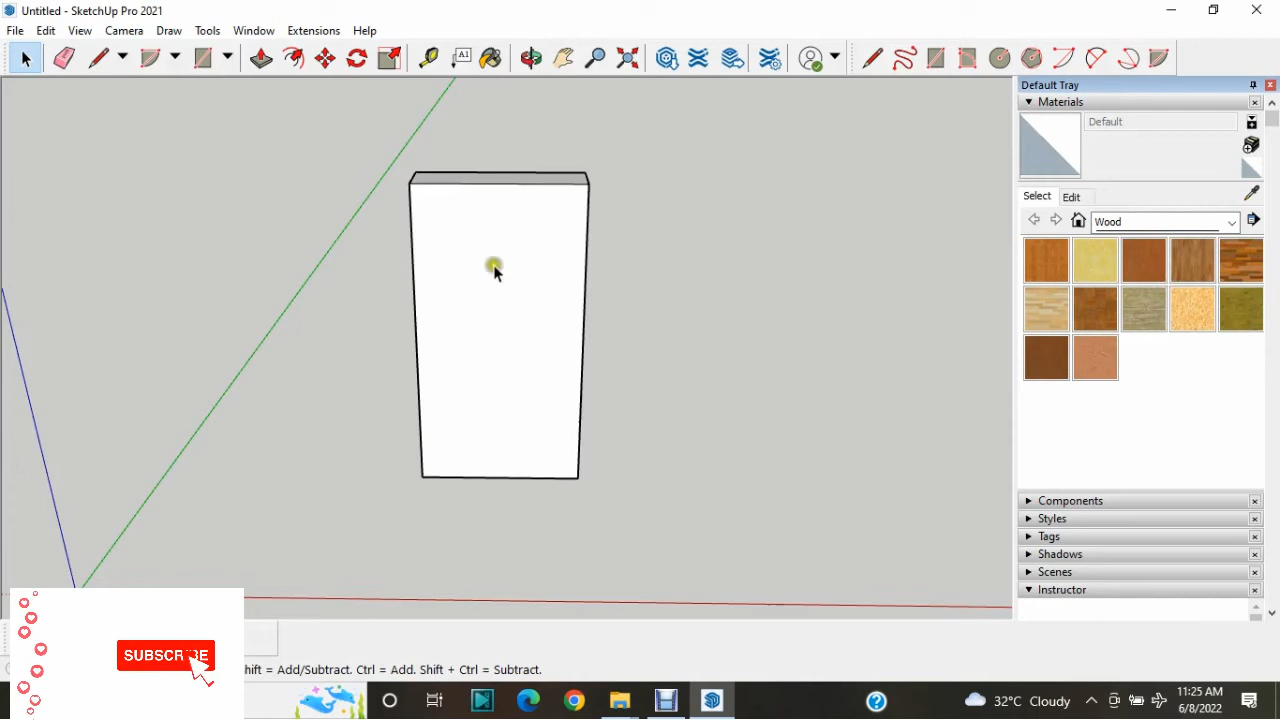 Untitled - SketchUp Pro 2021
File Edit View Camera Draw Tools Window Extensions Help
A1
Default Tray
Materials
Default
Select Edit
Wood
Components
Styles
Tags
Shadows
Scenes
Instructor
SUBSCRIBE
hift = Add/Subtract. Ctrl = Add. Shift + Ctrl = Subtract.
32°C Cloudy
11:25 AM
6/8/2022